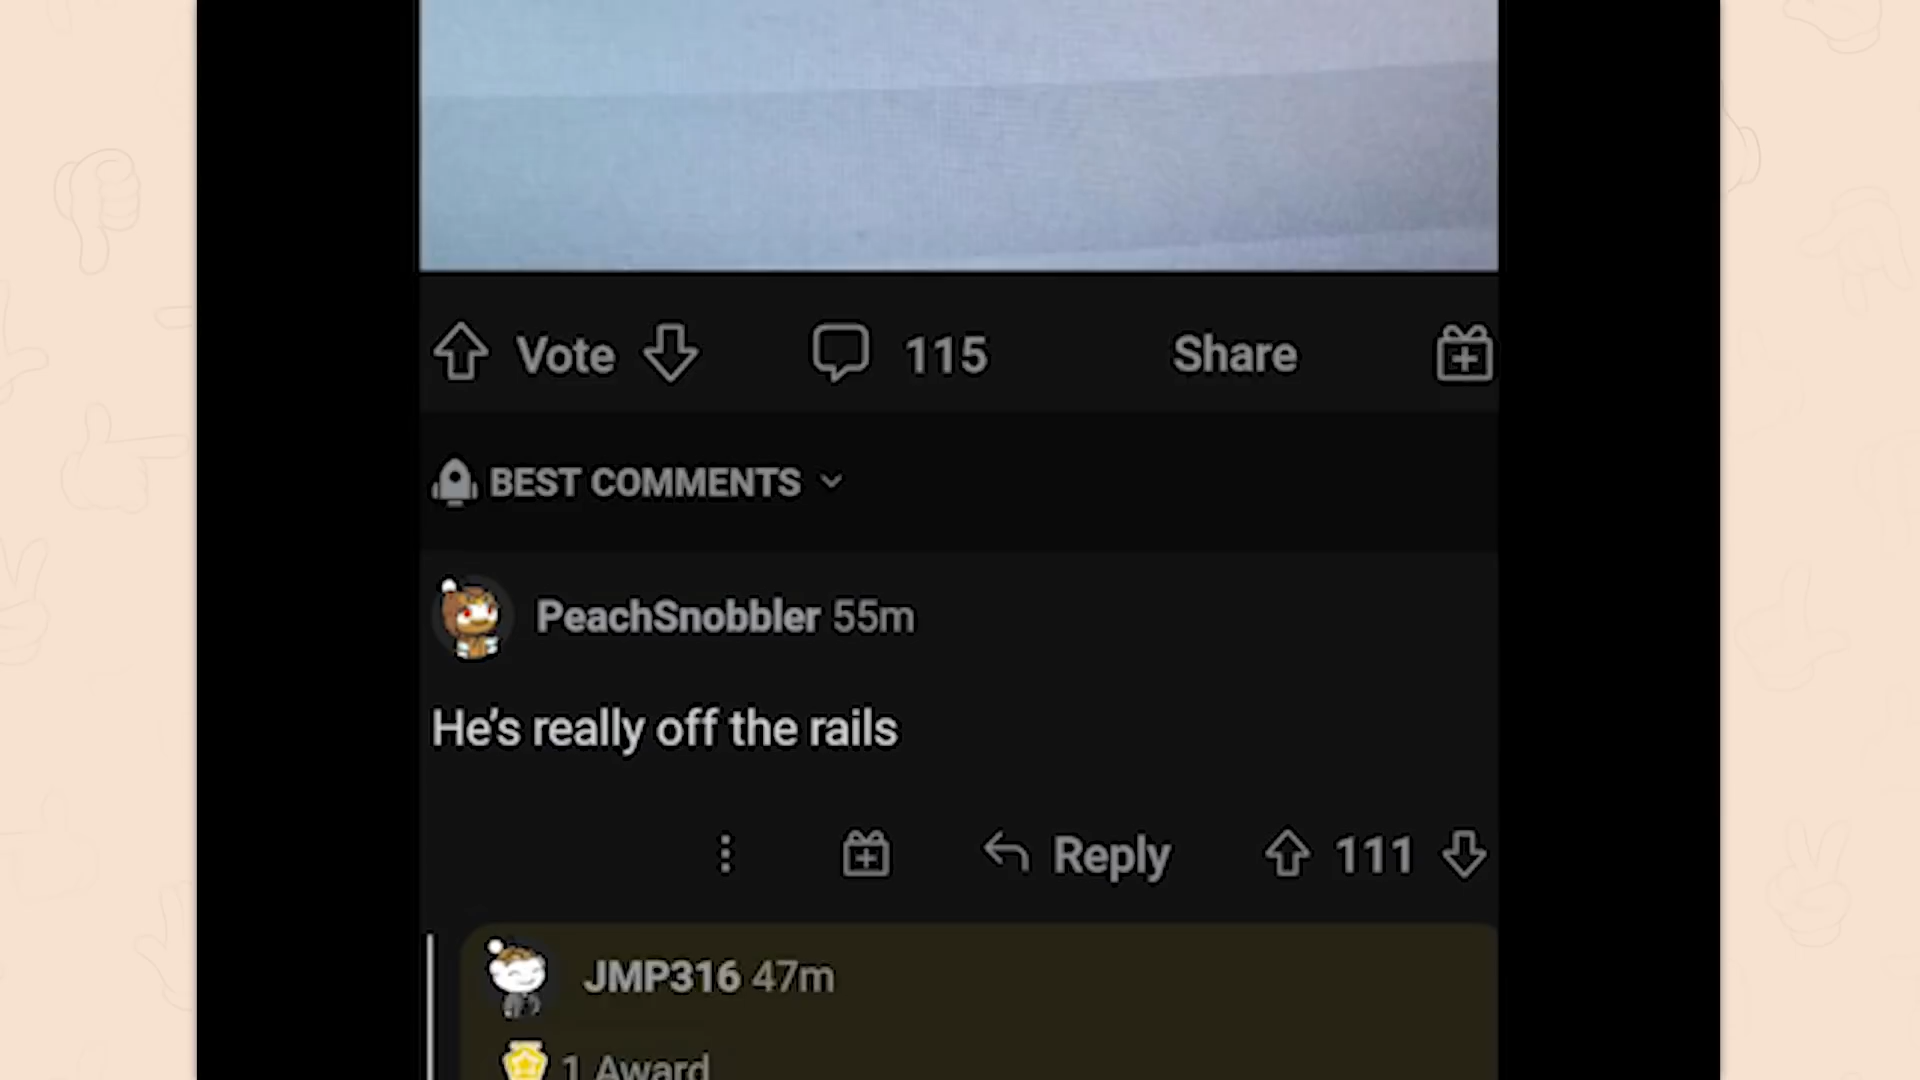 Vote 115 Share
BEST COMMENTS
PeachSnobbler 55m
He's really off the rails
Reply 111
JMP316 47m
1 Award